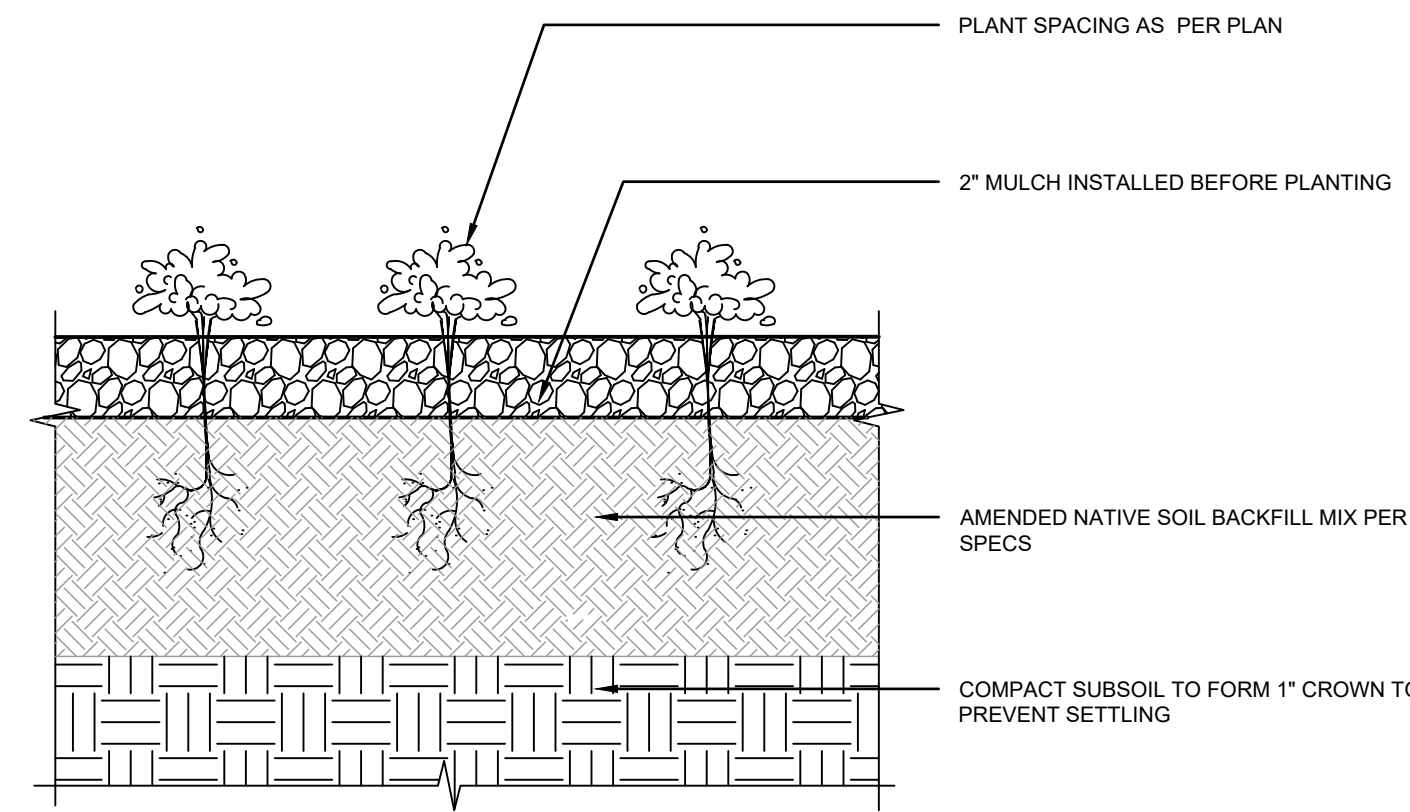 PLANT SPACING AS PER PLAN
2" MULCH INSTALLED BEFORE PLANTING
AMENDED NATIVE SOIL BACKFILL MIX PER
SPECS
COMPACT SUBSOIL TO FORM 1" CROWN TO
PREVENT SETTLING